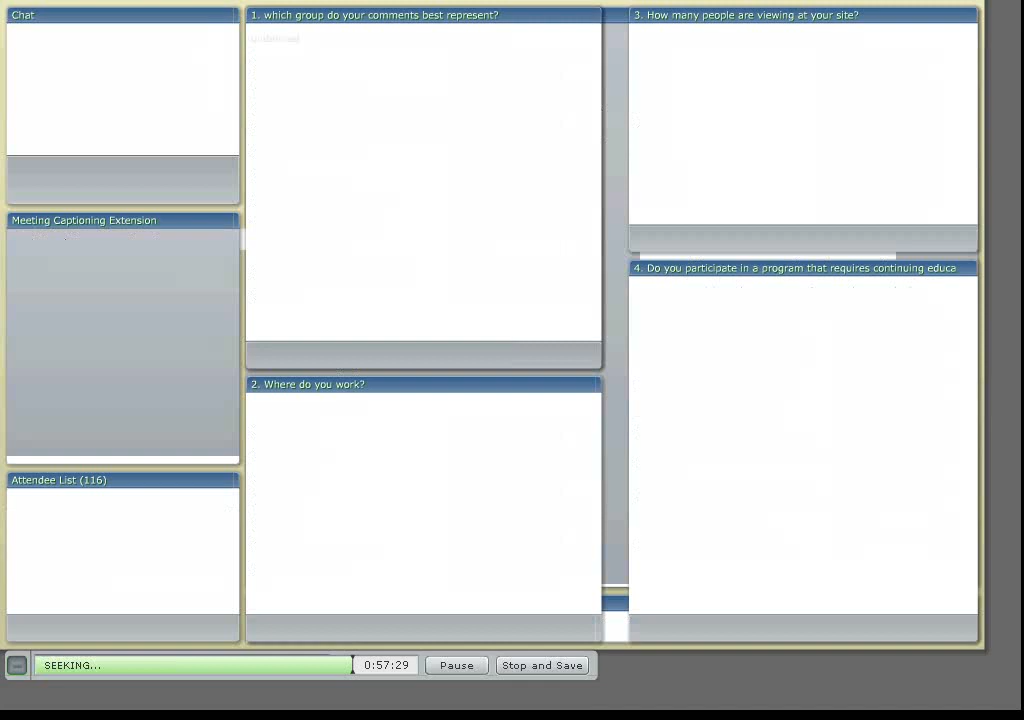 Chat
1. which group do your comments best represent?
3. How many people are viewing at your site?
Meeting Captioning Extension
4. Do you participate in a program that requires continuing educa
2. Where do you work?
Attendee List (116)
SEEKING...
0:57:29
Pause
Stop and Save